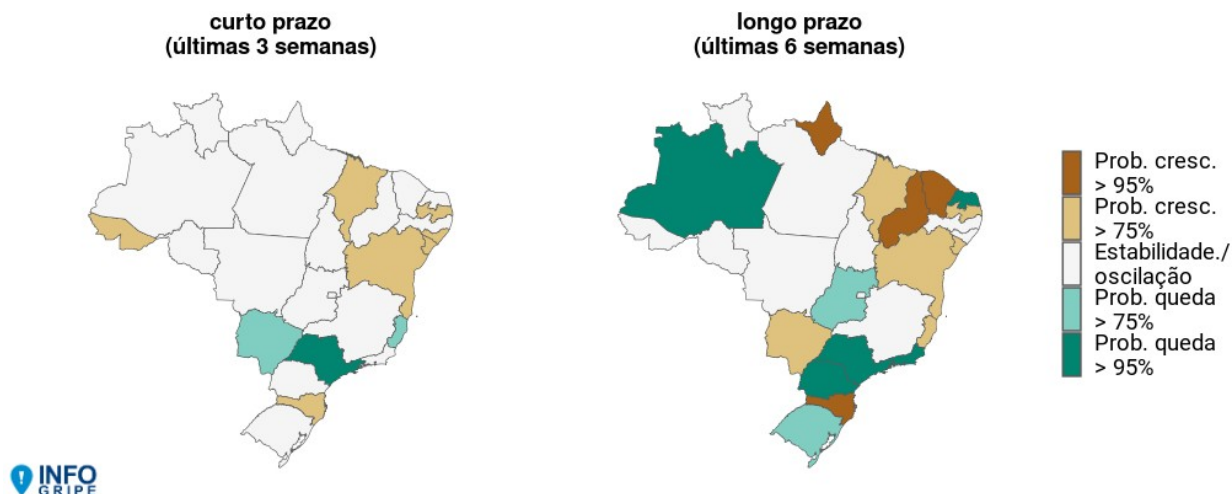 curto prazo
(últimas 3 semanas)
longo prazo
(últimas 6 semanas)
Prob. cresc.
> 95%
Prob. cresc.
> 75%
Estabilidade./
oscilação
Prob. queda
> 75%
Prob. queda
> 95%
INFO
GRIPE